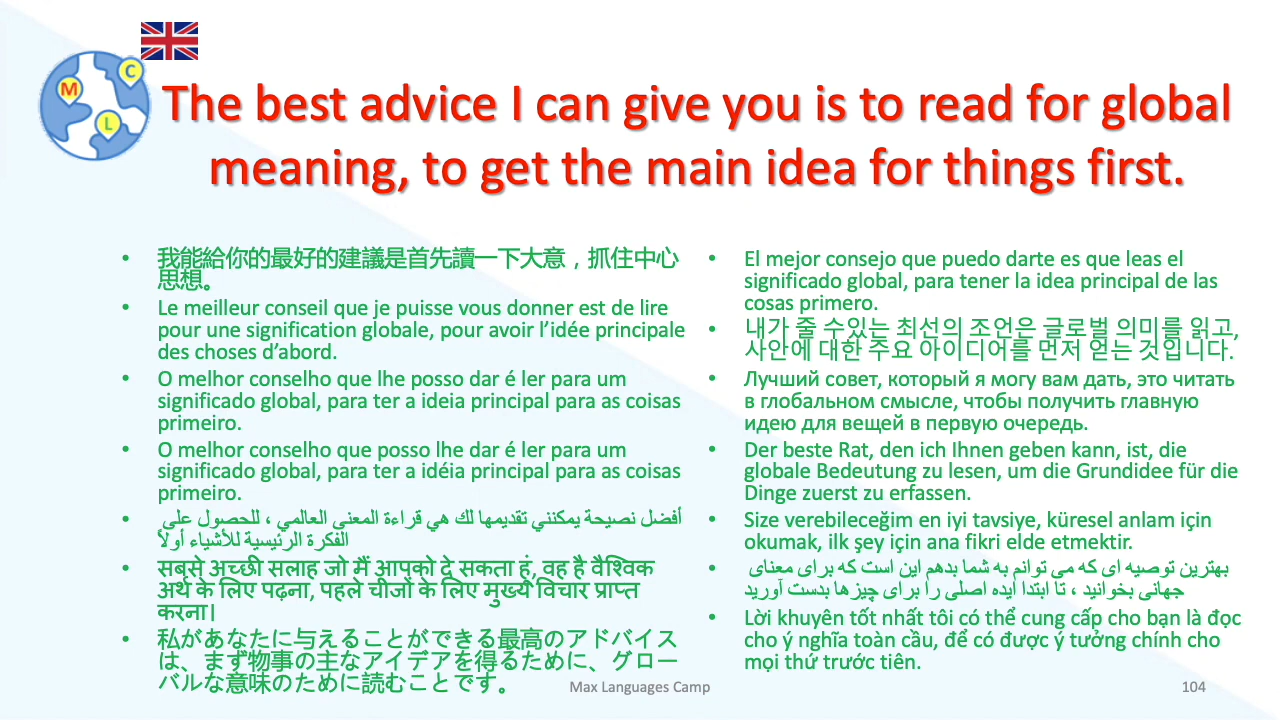 The best advice I can give you is to read for global
meaning, to get the main idea for things first.
M
C
L
• 我能給你的最好的建議是首先讀一下大意，抓住中心
思想。
• Le meilleur conseil que je puisse vous donner est de lire
pour une signification globale, pour avoir l’idée principale
des choses d’abord.
• O melhor conselho que lhe posso dar é ler para um
significado global, para ter a ideia principal para as coisas
primeiro.
• O melhor conselho que posso lhe dar é ler para um
significado global, para ter a idéia principal para as coisas
primeiro.
• أفضل نصيحة يمكنني تقديمها لك هي قراءة المعنى العالمي ، للحصول على
الفكرة الرئيسية للأشياء أولاً
• सबसे अच्छी सलाह जो मैं आपको दे सकता हूं, वह है वैश्विक
अर्थ के लिए पढ़ना, पहले चीजों के लिए मुख्य विचार प्राप्त
करना।
• 私があなたに与えることができる最高のアドバイス
は、まず物事の主なアイデアを得るために、グロー
バルな意味のために読むことです。
• El mejor consejo que puedo darte es que leas el
significado global, para tener la idea principal de las
cosas primero.
• 내가 줄 수있는 최선의 조언은 글로벌 의미를 읽고,
사안에 대한 주요 아이디어를 먼저 얻는 것입니다.
• Лучший совет, который я могу вам дать, это читать
в глобальном смысле, чтобы получить главную
идею для вещей в первую очередь.
• Der beste Rat, den ich Ihnen geben kann, ist, die
globale Bedeutung zu lesen, um die Grundidee für die
Dinge zuerst zu erfassen.
• Size verebileceğim en iyi tavsiye, küresel anlam için
okumak, ilk şey için ana fikri elde etmektir.
• بهترین توصیه ای که می توانم به شما بدهم این است که برای معنای
جهانی بخوانید ، تا ابتدا ایده اصلی را برای چیزها بدست آورید
• Lời khuyên tốt nhất tôi có thể cung cấp cho bạn là đọc
cho ý nghĩa toàn cầu, để có được ý tưởng chính cho
mọi thứ trước tiên.
Max Languages Camp
104